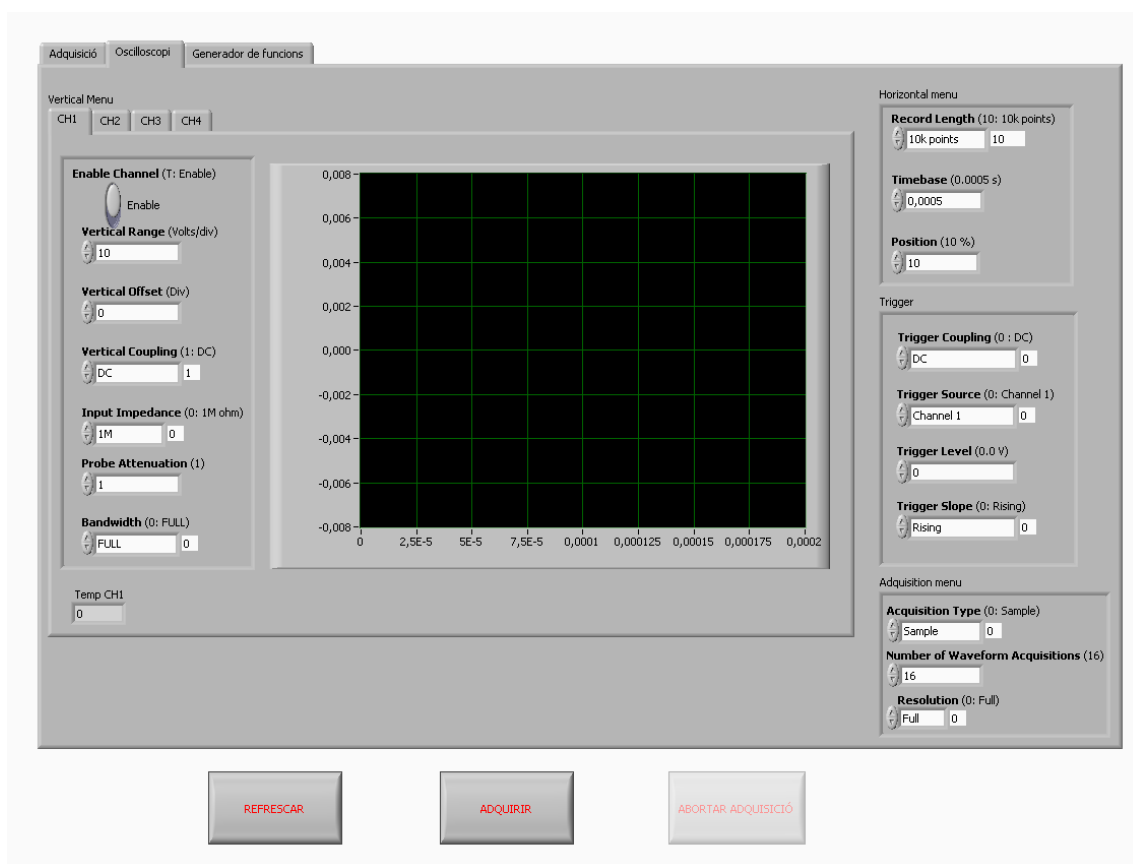 Adquisició Oscilloscopi Generador de funcions
Vertical Menu
CH1 CH2 CH3 CH4
Enable Channel (T: Enable)
Enable
Vertical Range (Volts/div)
10
Vertical Offset (Div)
0
Vertical Coupling (1: DC)
DC 1
Input Impedance (0: 1M ohm)
1M 0
Probe Attenuation (1)
1
Bandwidth (0: FULL)
FULL 0
Temp CH1
0
0,008
0,006
0,004
0,002
0,000
-0,002
-0,004
-0,006
-0,008
0 2,5E-5 5E-5 7,5E-5 0,0001 0,000125 0,00015 0,000175 0,0002
Horizontal menu
Record Length (10: 10k points)
10k points 10
Timebase (0.0005 s)
0,0005
Position (10 %)
10
Trigger
Trigger Coupling (0 : DC)
DC 0
Trigger Source (0: Channel 1)
Channel 1 0
Trigger Level (0.0 V)
0
Trigger Slope (0: Rising)
Rising 0
Adquisition menu
Acquisition Type (0: Sample)
Sample 0
Number of Waveform Acquisitions (16)
16
Resolution (0: Full)
Full 0
REFRESCAR ADQUIRIR ABORTAR ADQUISICIÓ